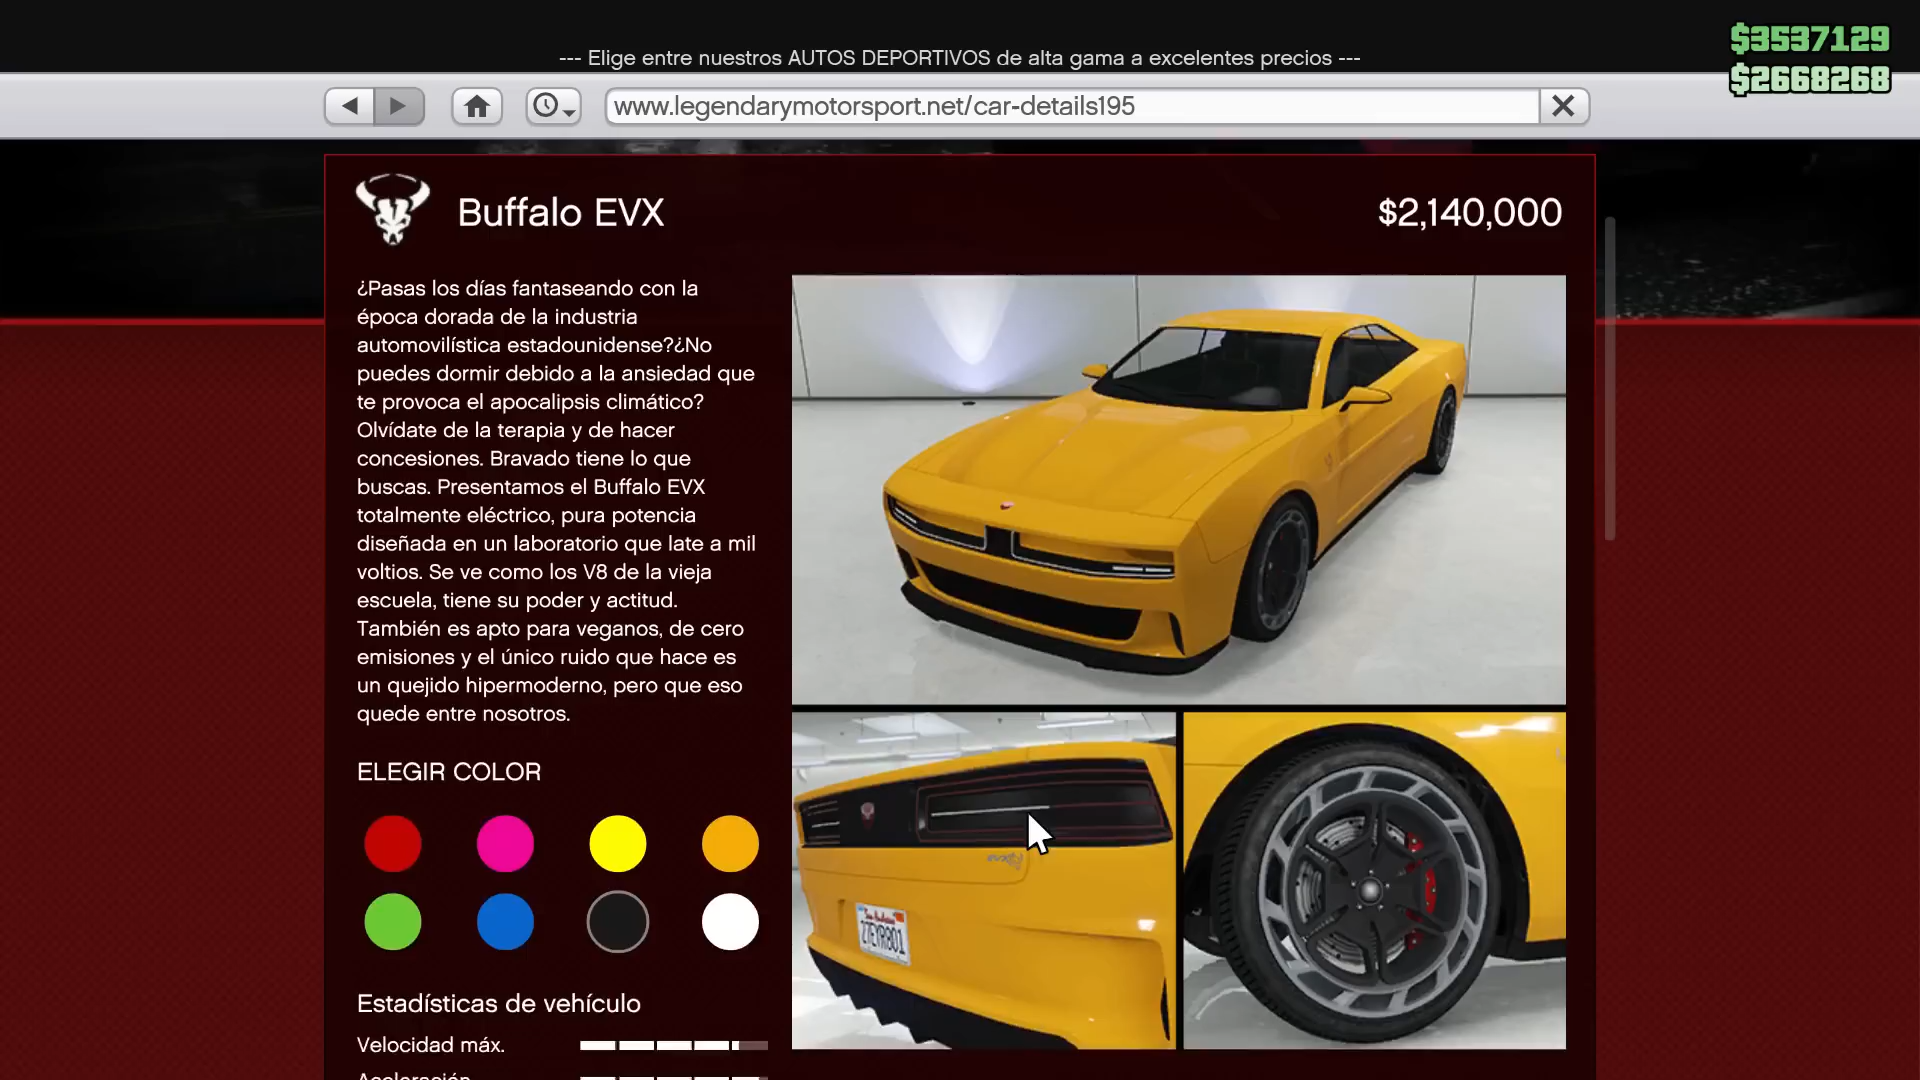 $3537129
--- Elige entre nuestros AUTOS DEPORTIVOS de alta gama a excelentes precios ---
$2668268
www.legendarymotorsport.net/car-details195
Buffalo EVX
$2,140,000
¿Pasas los días fantaseando con la
época dorada de la industria
automovilística estadounidense?¿No
puedes dormir debido a la ansiedad que
te provoca el apocalipsis climático?
Olvídate de la terapia y de hacer
concesiones. Bravado tiene lo que
buscas. Presentamos el Buffalo EVX
totalmente eléctrico, pura potencia
diseñada en un laboratorio que late a mil
voltios. Se ve como los V8 de la vieja
escuela, tiene su poder y actitud.
También es apto para veganos, de cero
emisiones y el único ruido que hace es
un quejido hipermoderno, pero que eso
quede entre nosotros.
ELEGIR COLOR
San Andreas
27EYR801
Estadísticas de vehículo
Velocidad máx.
Aceleración